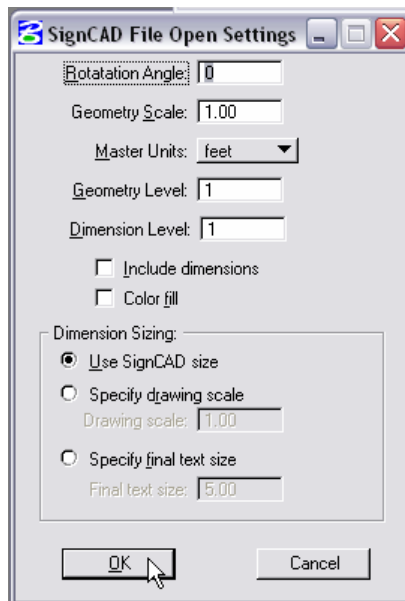 SignCAD File Open Settings
Rotatation Angle: 0
Geometry Scale: 1.00
Master Units: feet
Geometry Level: 1
Dimension Level: 1
Include dimensions
Color fill
Dimension Sizing:
Use SignCAD size
Specify drawing scale
Drawing scale: 1.00
Specify final text size
Final text size: 5.00
OK Cancel